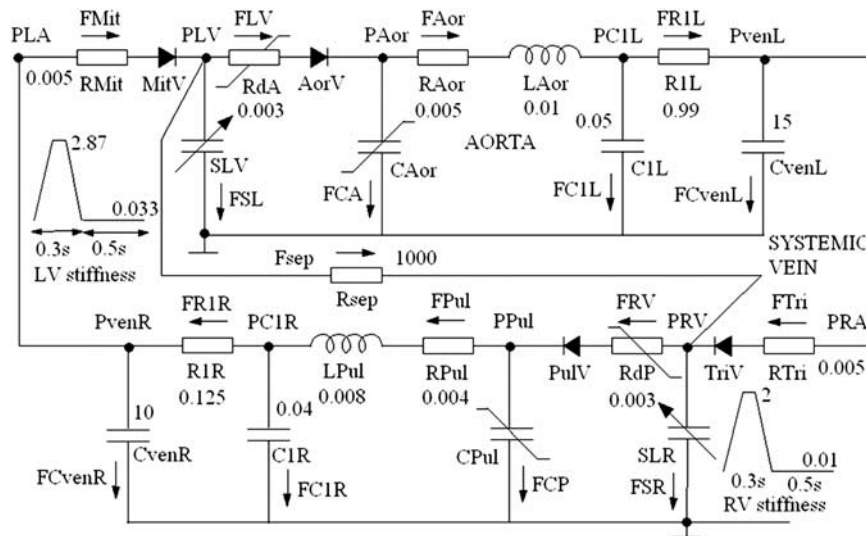 FMit FLV FAor FR1L
PLA PLV PAor PC1L PvenL
0.005 RMit MitV RdA AorV RAor LAor R1L
0.003 0.005 0.01 0.99
2.87 SLV CAor AORTA 0.05 C1L 15 CvenL
FSL FCA FC1L FCvenL
0.033
0.3s 0.5s
LV stiffness
Fsep 1000 SYSTEMIC
VEIN
Rsep
FR1R FPul FRV FTri
PvenR PC1R PPul PRV PRA
R1R LPul RPul PulV RdP TriV RTri
0.125 0.008 0.004 0.003 0.005
10 0.04 2
CvenR C1R CPul SLR 0.01
FCvenR FC1R FCP FSR 0.3s 0.5s
RV stiffness